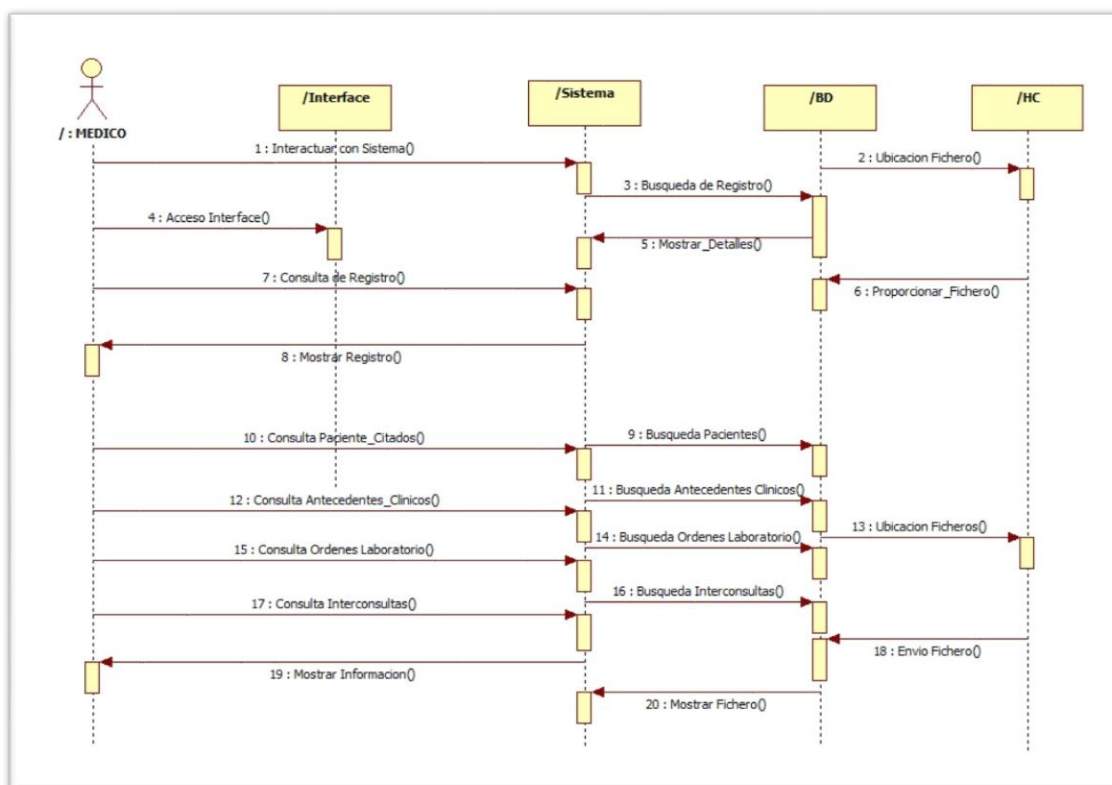 /Interface
/Sistema
/BD
/HC
/ : MEDICO
1 : Interactuar con Sistema()
2 : Ubicacion Fichero()
3 : Busqueda de Registro()
4 : Acceso Interface()
5 : Mostrar_Detalles()
7 : Consulta de Registro()
6 : Proporcionar_Fichero()
8 : Mostrar Registro()
10 : Consulta Paciente_Citados()
9 : Busqueda Pacientes()
12 : Consulta Antecedentes_Clinicos()
11 : Busqueda Antecedentes Clinicos()
13 : Ubicacion Ficheros()
15 : Consulta Ordenes Laboratorio()
14 : Busqueda Ordenes Laboratorio()
17 : Consulta Interconsultas()
16 : Busqueda Interconsultas()
18 : Envio Fichero()
19 : Mostrar Informacion()
20 : Mostrar Fichero()